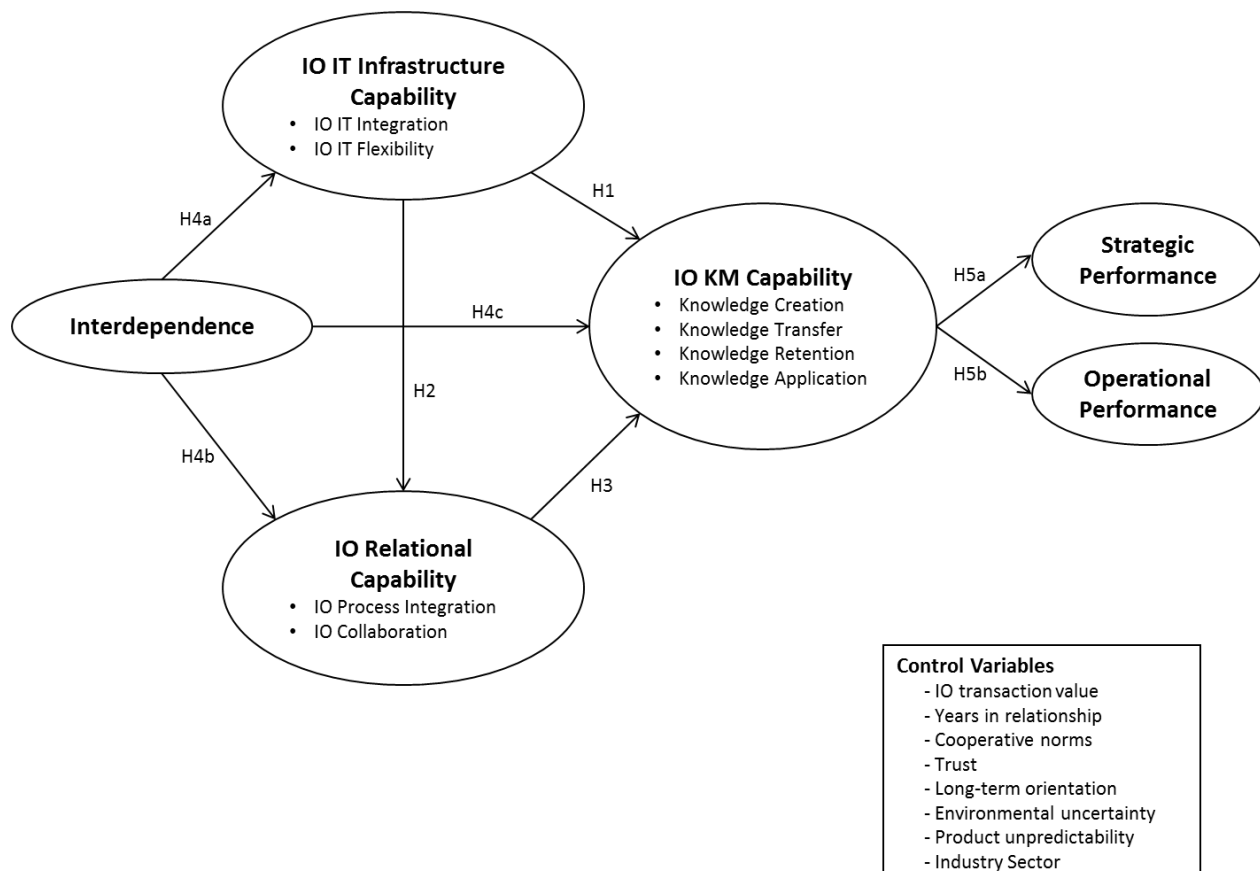 IO IT Infrastructure
Capability
• IO IT Integration
• IO IT Flexibility
H1
H4a
IO KM Capability
• Knowledge Creation
• Knowledge Transfer
• Knowledge Retention
• Knowledge Application
Strategic
Performance
H5a
Interdependence
H4c
H5b
Operational
Performance
H2
H4b
H3
IO Relational
Capability
• IO Process Integration
• IO Collaboration
Control Variables
- IO transaction value
- Years in relationship
- Cooperative norms
- Trust
- Long-term orientation
- Environmental uncertainty
- Product unpredictability
- Industry Sector